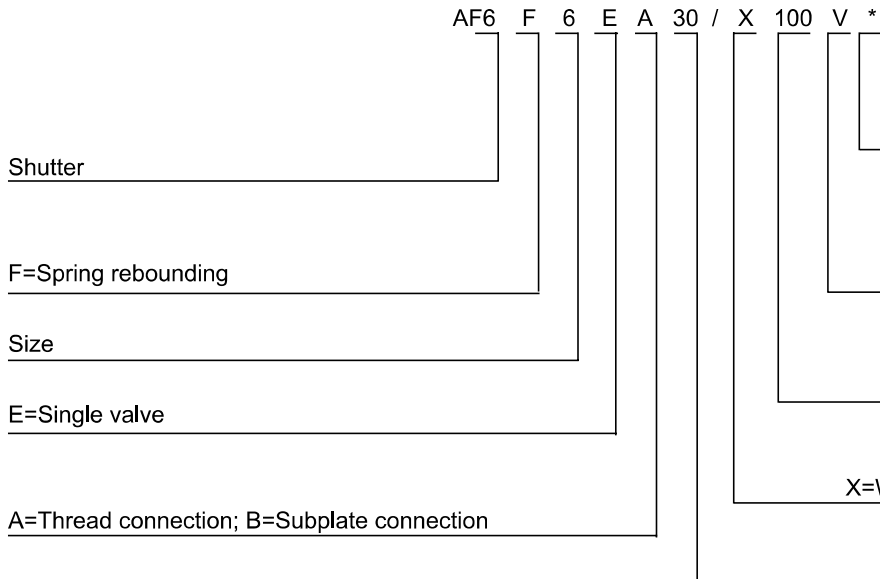 AF6 F 6 E A 30 / X 100 V *
Shutter
F=Spring rebounding
Size
E=Single valve
X=
A=Thread connection; B=Subplate connection